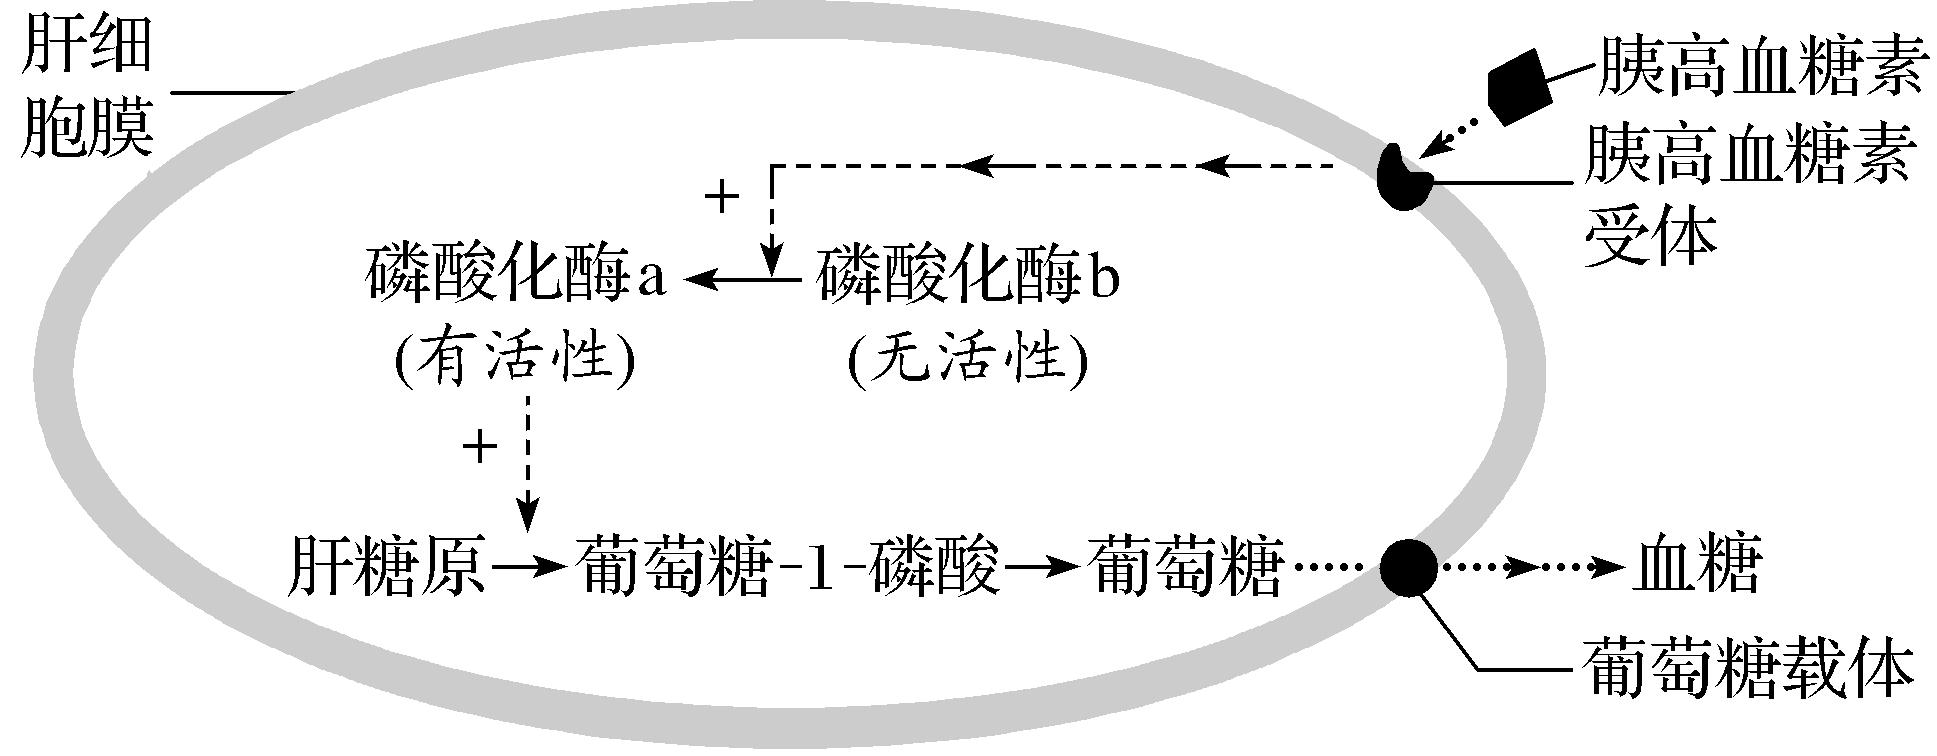 肝细
胞膜
胰高血糖素
胰高血糖素
受体
+
磷酸化酶a
磷酸化酶b
(有活性)
(无活性)
+
肝糖原
葡萄糖-1-磷酸
葡萄糖
血糖
葡萄糖载体